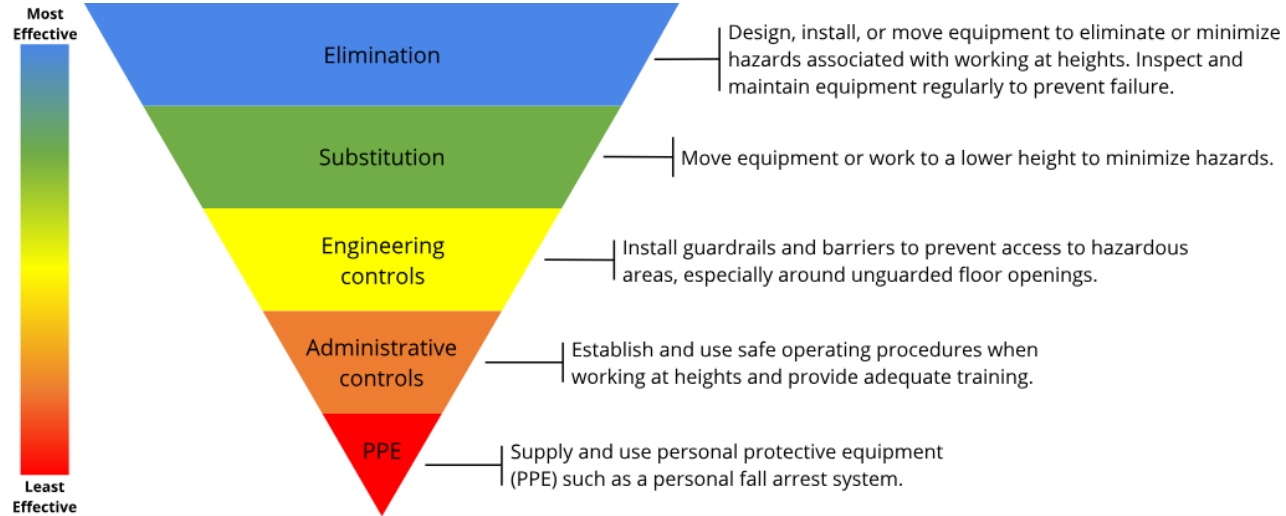 Most
Effective
Elimination
Design, install, or move equipment to eliminate or minimize
hazards associated with working at heights. Inspect and
maintain equipment regularly to prevent failure.
Substitution
Move equipment or work to a lower height to minimize hazards.
Engineering
controls
Install guardrails and barriers to prevent access to hazardous
areas, especially around unguarded floor openings.
Administrative
controls
Establish and use safe operating procedures when
working at heights and provide adequate training.
PPE
Supply and use personal protective equipment
(PPE) such as a personal fall arrest system.
Least
Effective